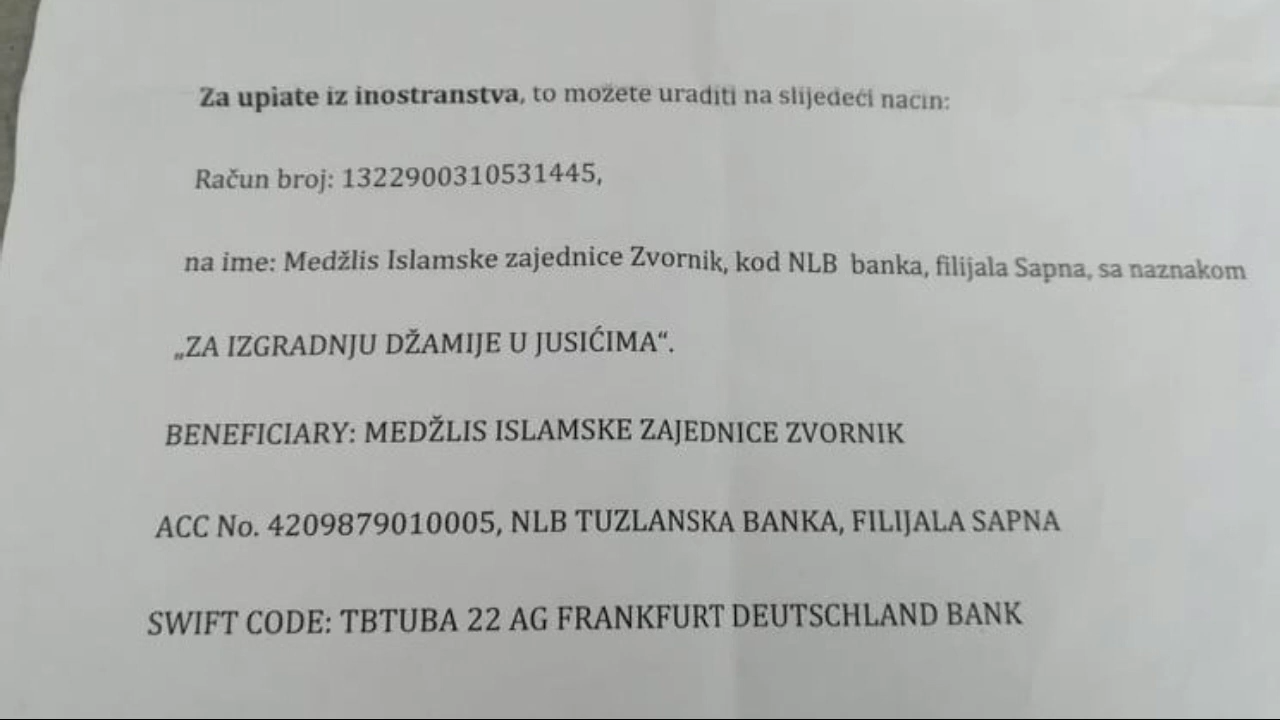 Za upiate iz inostranstva, to možete uraditi na slijedeći način:
Račun broj: 1322900310531445,
na ime: Medžlis Islamske zajednice Zvornik, kod NLB banka, filijala Sapna, sa naznakom
„ZA IZGRADNJU DŽAMIJE U JUSIĆIMA“.
BENEFICIARY: MEDŽLIS ISLAMSKE ZAJEDNICE ZVORNIK
ACC No. 4209879010005, NLB TUZLANSKA BANKA, FILIJALA SAPNA
SWIFT CODE: TBTUBA 22 AG FRANKFURT DEUTSCHLAND BANK